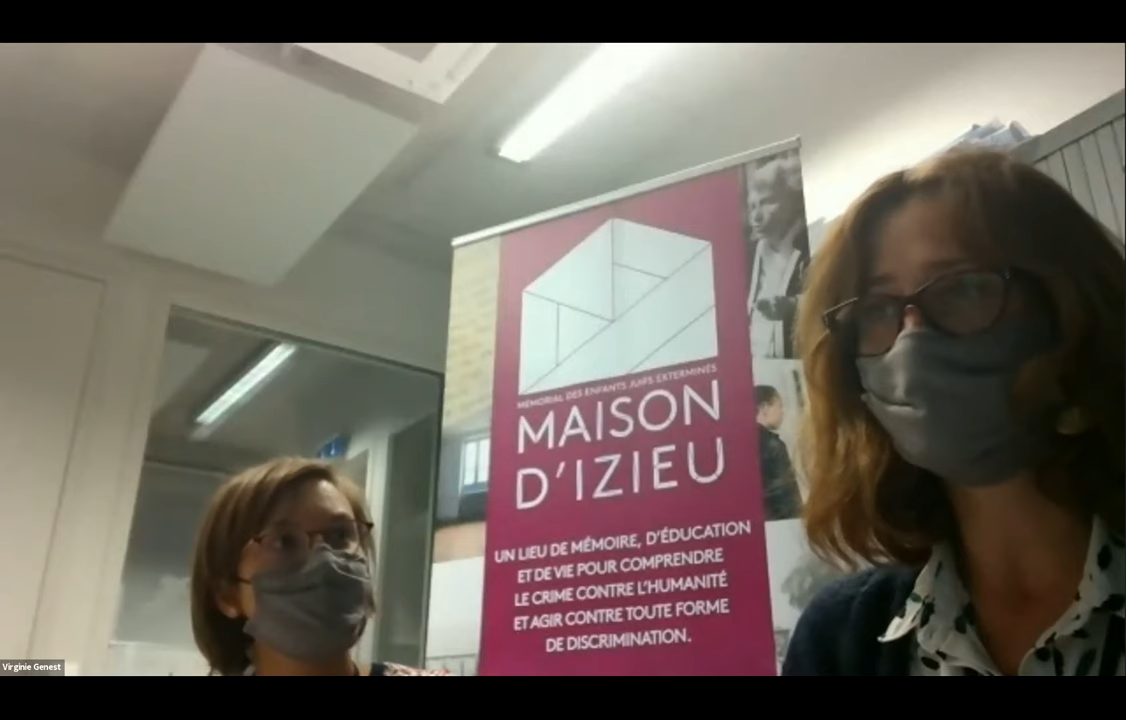 MÉMORIAL DES ENFANTS JUIFS EXTERMINÉS
MAISON
D'IZIEU
UN LIEU DE MÉMOIRE, D'ÉDUCATION
ET DE VIE POUR COMPRENDRE
LE CRIME CONTRE L'HUMANITÉ
ET AGIR CONTRE TOUTE FORME
DE DISCRIMINATION.
Virginie Genest